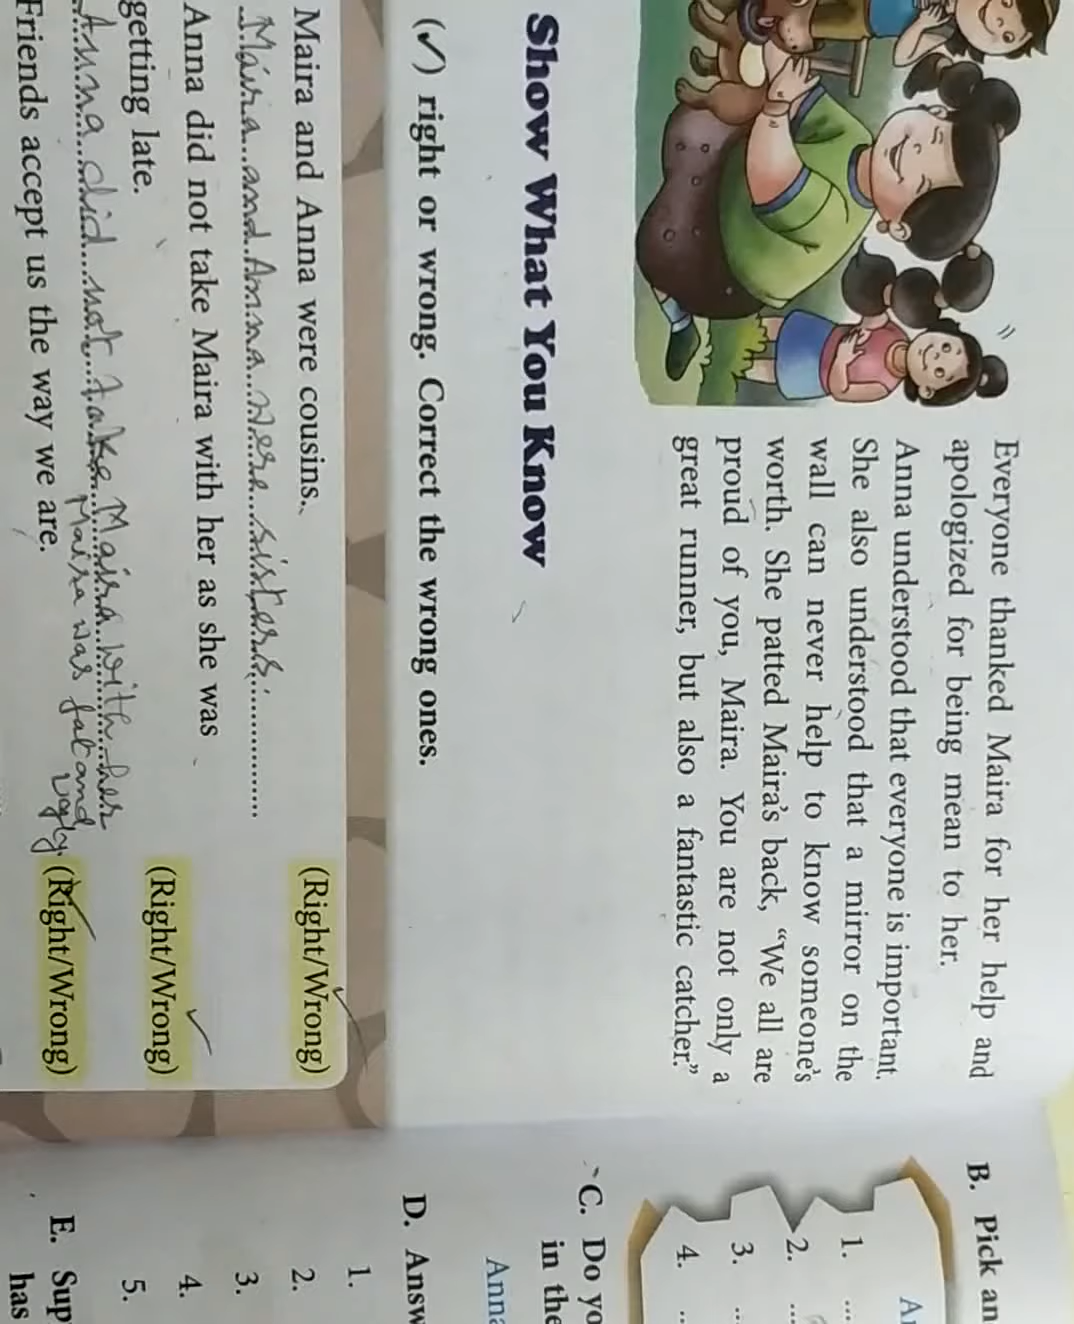 Everyone thanked Maira for her help and
apologized for being mean to her.
Anna understood that everyone is important.
She also understood that a mirror on the
wall can never help to know someone's
worth. She patted Maira's back, “We all are
proud of you, Maira. You are not only a
great runner, but also a fantastic catcher.”
Show What You Know
(✓) right or wrong. Correct the wrong ones.
Maira and Anna were cousins. (Right/Wrong)
Maira and Anna were sisters.
Anna did not take Maira with her as she was
getting late. (Right/Wrong)
Anna did not take Maira with her
Maira was fat and
ugly.
Friends accept us the way we are. (Right/Wrong)
B. Pick an
1. ...
2. ...
3. ..
4. ..
C. Do yo
in the
Anna
D. Answ
1.
2.
3.
4.
5.
E. Sup
has